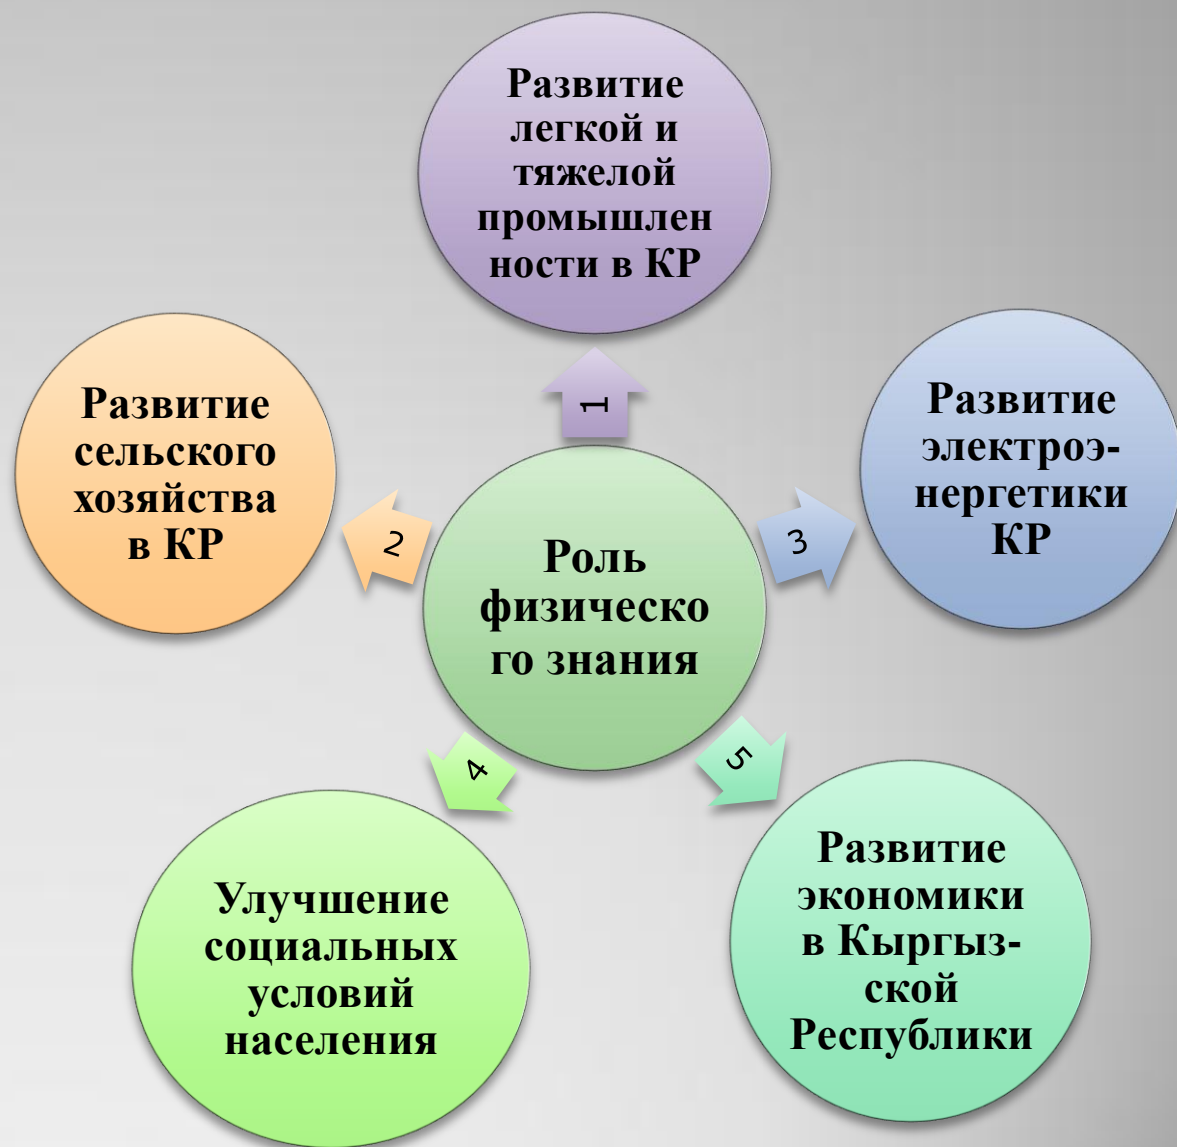 Развитие
легкой и
тяжелой
промышлен
ности в КР
1
Развитие
сельского
хозяйства
в КР
2
Развитие
электроэ-
нергетики
КР
3
Роль
физическо
го знания
4
Улучшение
социальных
условий
населения
5
Развитие
экономики
в Кыргыз-
ской
Республики